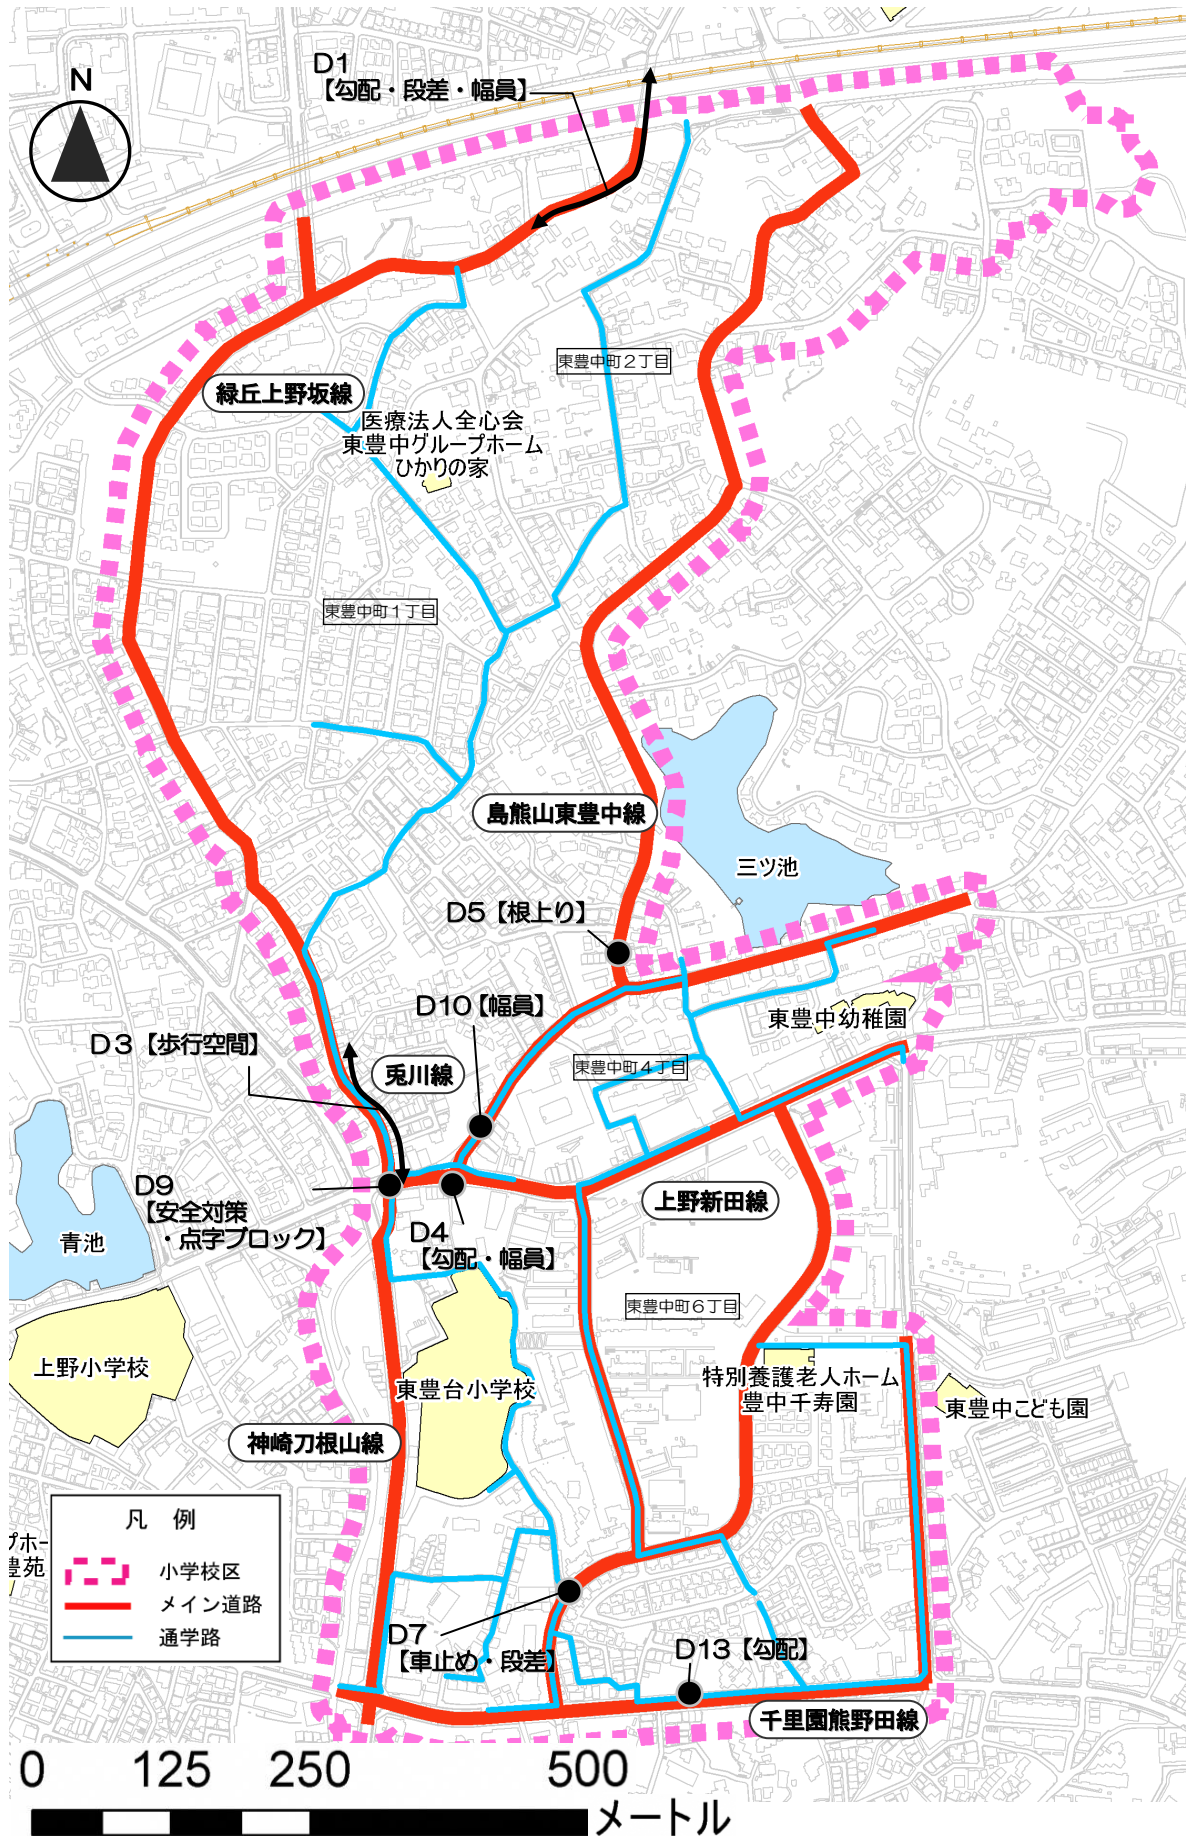 N
D1
【勾配・段差・幅員】
東豊中町２丁目
緑丘上野坂線
医療法人全心会
東豊中グループホーム
ひかりの家
東豊中町１丁目
島熊山東豊中線
三ツ池
D5【根上り】
D10【幅員】
東豊中幼稚園
D３【歩行空間】
兎川線
東豊中町４丁目
D9
【安全対策
・点字ブロック】
上野新田線
青池
D4
【勾配・幅員】
東豊中町６丁目
上野小学校
東豊台小学校
特別養護老人ホーム
豊中千寿園
東豊中こども園
神崎刀根山線
凡　例
小学校区
メイン道路
通学路
プホー
豊苑
D7
【車止め・段差】
D13【勾配】
千里園熊野田線
0 125 250 500
メートル